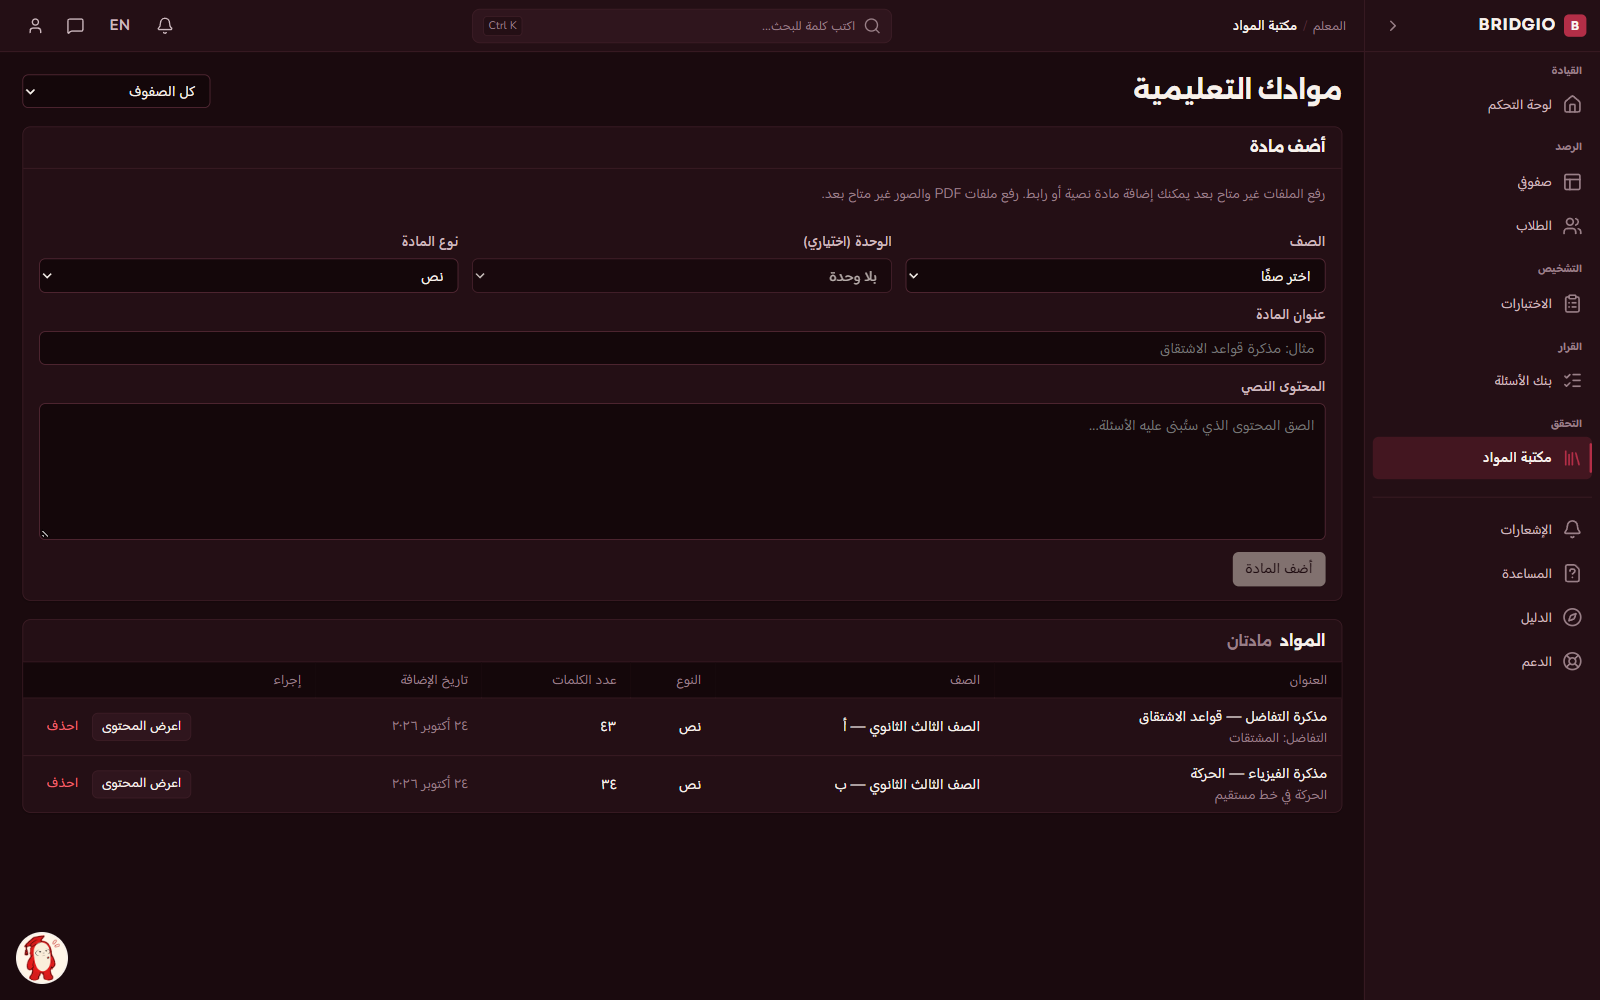 B BRIDGIO
القيادة
لوحة التحكم
الرصد
صفوفي
الطلاب
التشخيص
الاختبارات
القرار
بنك الأسئلة
التحقق
مكتبة المواد
الإشعارات
المساعدة
الدليل
الدعم
المعلم / مكتبة المواد
اكتب كلمة للبحث... Ctrl K
EN
موادك التعليمية
كل الصفوف
أضف مادة
رفع الملفات غير متاح بعد يمكنك إضافة مادة نصية أو رابط. رفع ملفات PDF والصور غير متاح بعد.
الصف الوحدة (اختياري) نوع المادة
اختر صفًا بلا وحدة نص
عنوان المادة
مثال: مذكرة قواعد الاشتقاق
المحتوى النصي
الصق المحتوى الذي ستُبنى عليه الأسئلة...
أضف المادة
المواد مادتان
العنوان الصف النوع عدد الكلمات تاريخ الإضافة إجراء
مذكرة التفاضل — قواعد الاشتقاق الصف الثالث الثانوي — أ نص ٤٣ ٢٤ أكتوبر ٢٠٢٦ اعرض المحتوى احذف
التفاضل: المشتقات
مذكرة الفيزياء — الحركة الصف الثالث الثانوي — ب نص ٣٤ ٢٤ أكتوبر ٢٠٢٦ اعرض المحتوى احذف
الحركة في خط مستقيم